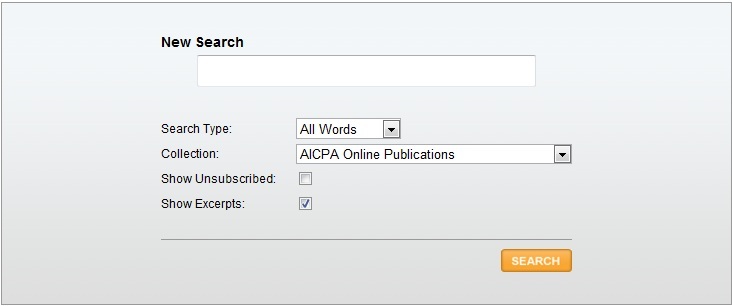 New Search
Search Type: All Words
Collection: AICPA Online Publications
Show Unsubscribed:
Show Excerpts:
SEARCH